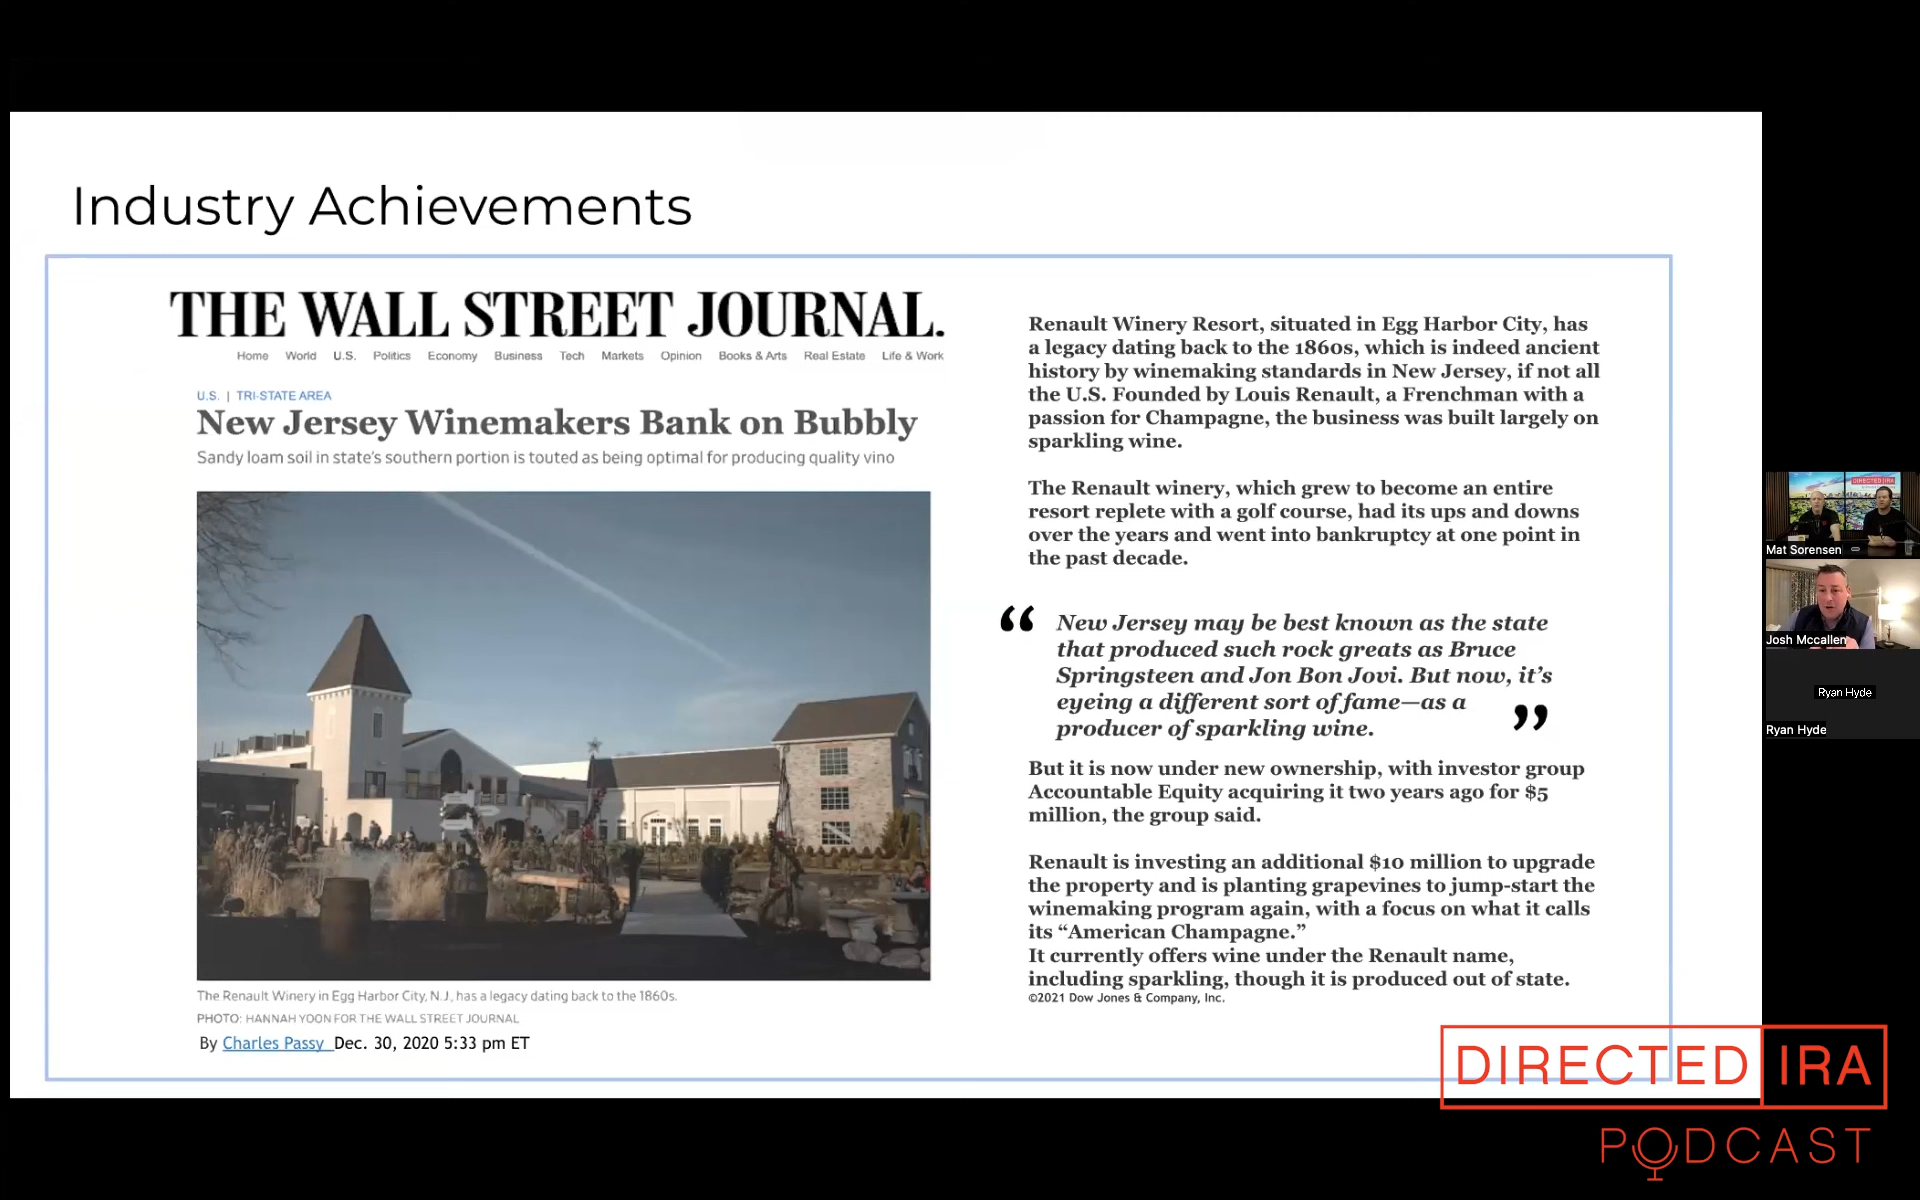 Industry Achievements
THE WALL STREET JOURNAL.
Home World U.S. Politics Economy Business Tech Markets Opinion Books & Arts Real Estate Life & Work
U.S. | TRI-STATE AREA
New Jersey Winemakers Bank on Bubbly
Sandy loam soil in state's southern portion is touted as being optimal for producing quality vino
The Renault Winery in Egg Harbor City, N.J., has a legacy dating back to the 1860s.
PHOTO: HANNAH YOON FOR THE WALL STREET JOURNAL
By Charles Passy Dec. 30, 2020 5:33 pm ET
Renault Winery Resort, situated in Egg Harbor City, has
a legacy dating back to the 1860s, which is indeed ancient
history by winemaking standards in New Jersey, if not all
the U.S. Founded by Louis Renault, a Frenchman with a
passion for Champagne, the business was built largely on
sparkling wine.
The Renault winery, which grew to become an entire
resort replete with a golf course, had its ups and downs
over the years and went into bankruptcy at one point in
the past decade.
“ New Jersey may be best known as the state
that produced such rock greats as Bruce
Springsteen and Jon Bon Jovi. But now, it’s
eyeing a different sort of fame—as a
producer of sparkling wine. ”
But it is now under new ownership, with investor group
Accountable Equity acquiring it two years ago for $5
million, the group said.
Renault is investing an additional $10 million to upgrade
the property and is planting grapevines to jump-start the
winemaking program again, with a focus on what it calls
its “American Champagne.”
It currently offers wine under the Renault name,
including sparkling, though it is produced out of state.
©2021 Dow Jones & Company, Inc.
DIRECTED IRA
Mat Sorensen
Josh Mccallen
Ryan Hyde
Ryan Hyde
DIRECTED IRA
PODCAST